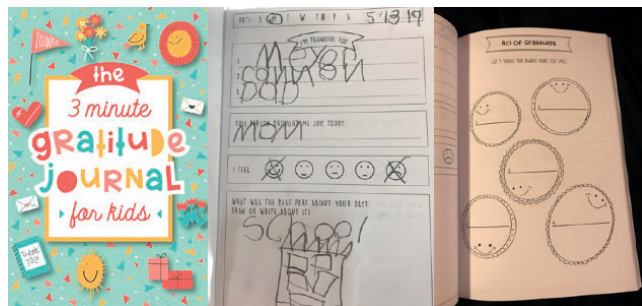 the
3 minute
gratitude
journal
for kids
thank
you!
DATE: S M T W TH F S 5/13/19
I'M THANKFUL FOR
1.
2.
3.
DAD
THIS PERSON BROUGHT ME JOY TODAY:
MOM
I FEEL
WHAT WAS THE BEST PART ABOUT YOUR DAY?
DRAW OR WRITE ABOUT IT:
School
Act Of Gratitude
LIST 5 THINGS THAT ALWAYS MAKE YOU SMILE